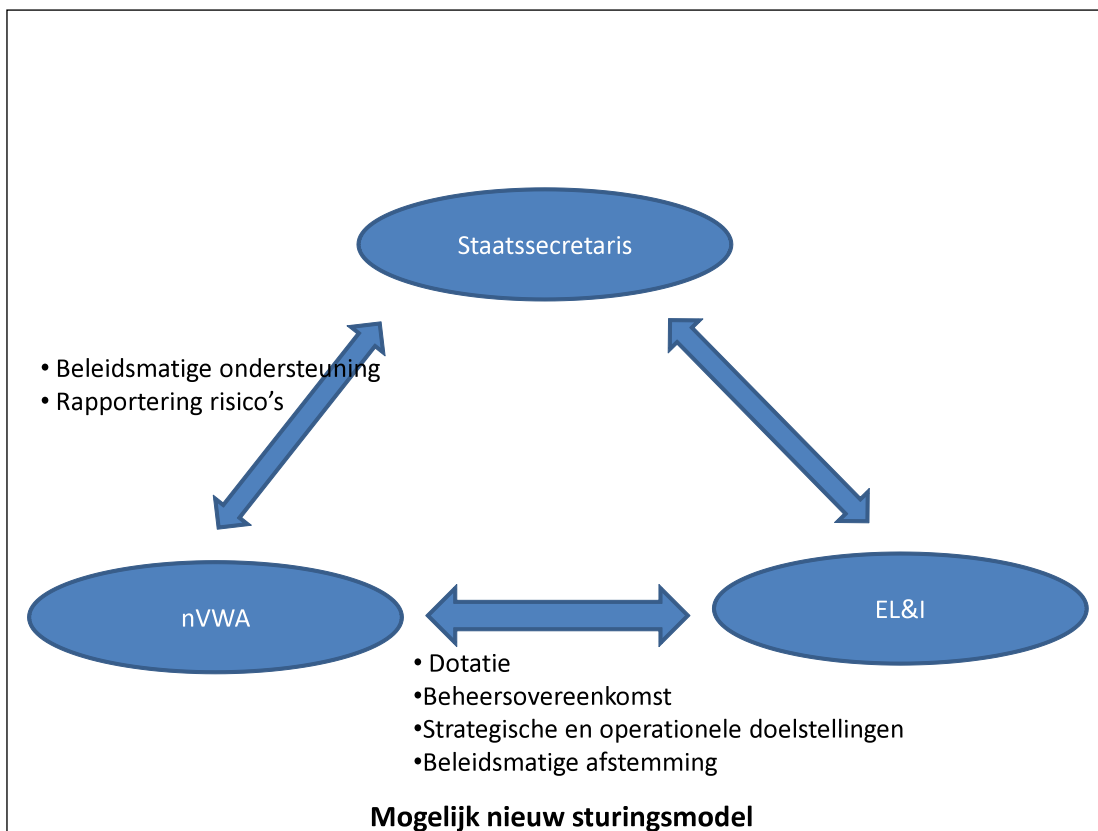 Staatssecretaris
• Beleidsmatige ondersteuning
• Rapportering risico’s
nVWA
EL&I
• Dotatie
•Beheersovereenkomst
•Strategische en operationele doelstellingen
•Beleidsmatige afstemming
Mogelijk nieuw sturingsmodel